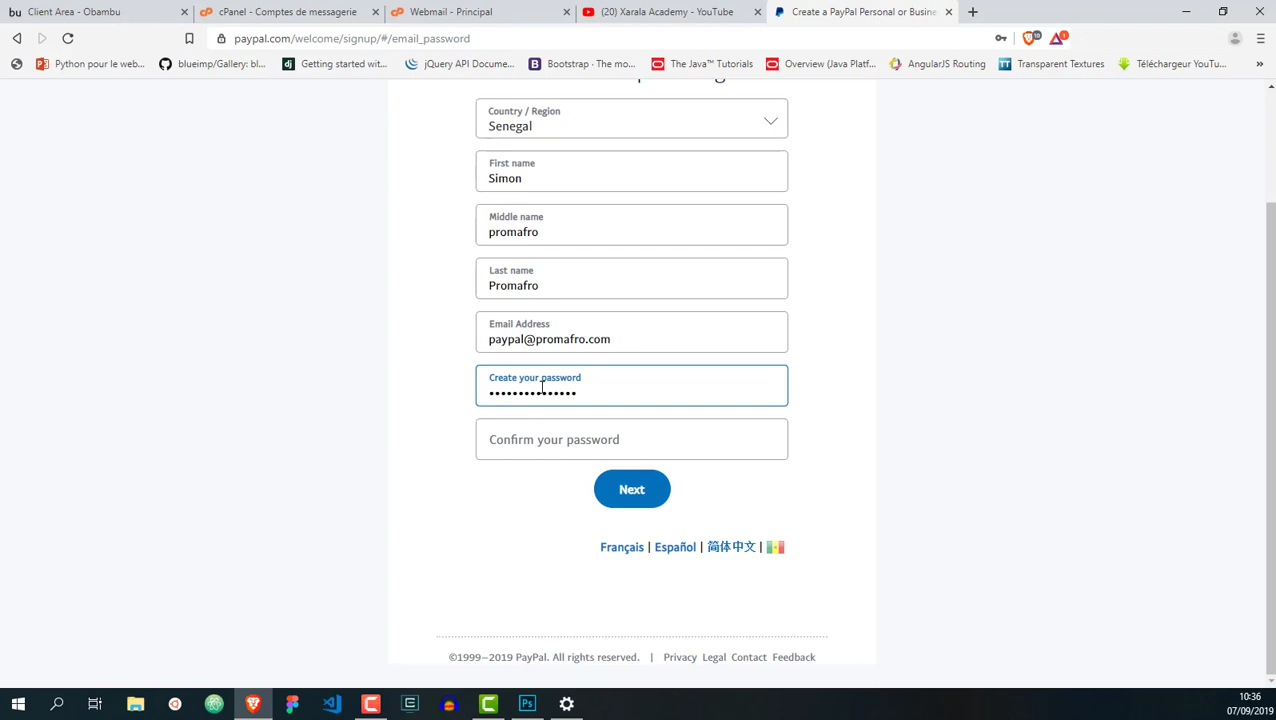 Client Area - Obambu
cPanel - Comptes de messagerie
Webmail - Principal
(20) Xarala Academy - YouTube
Create a PayPal Personal or Busine
paypal.com/welcome/signup/#/email_password
Python pour le web...
blueimp/Gallery: bl...
Getting started wit...
jQuery API Docume...
Bootstrap · The mo...
The Java™ Tutorials
Overview (Java Platf...
AngularJS Routing
Transparent Textures
Téléchargeur YouTu...
Country / Region
Senegal
First name
Simon
Middle name
promafro
Last name
Promafro
Email Address
paypal@promafro.com
Create your password
•••••••••••••••
Confirm your password
Next
Français | Español | 简体中文 |
©1999–2019 PayPal. All rights reserved. | Privacy Legal Contact Feedback
10:36
07/09/2019